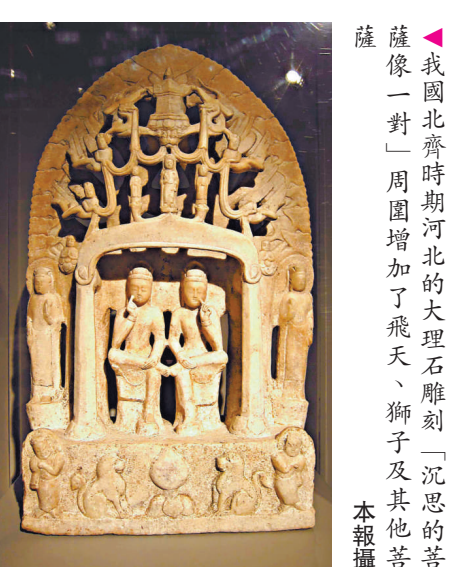 ◀我國北齊時期河北的大理石雕刻「沉思的菩
薩像一對」周圍增加了飛天、獅子及其他菩
薩
本報攝